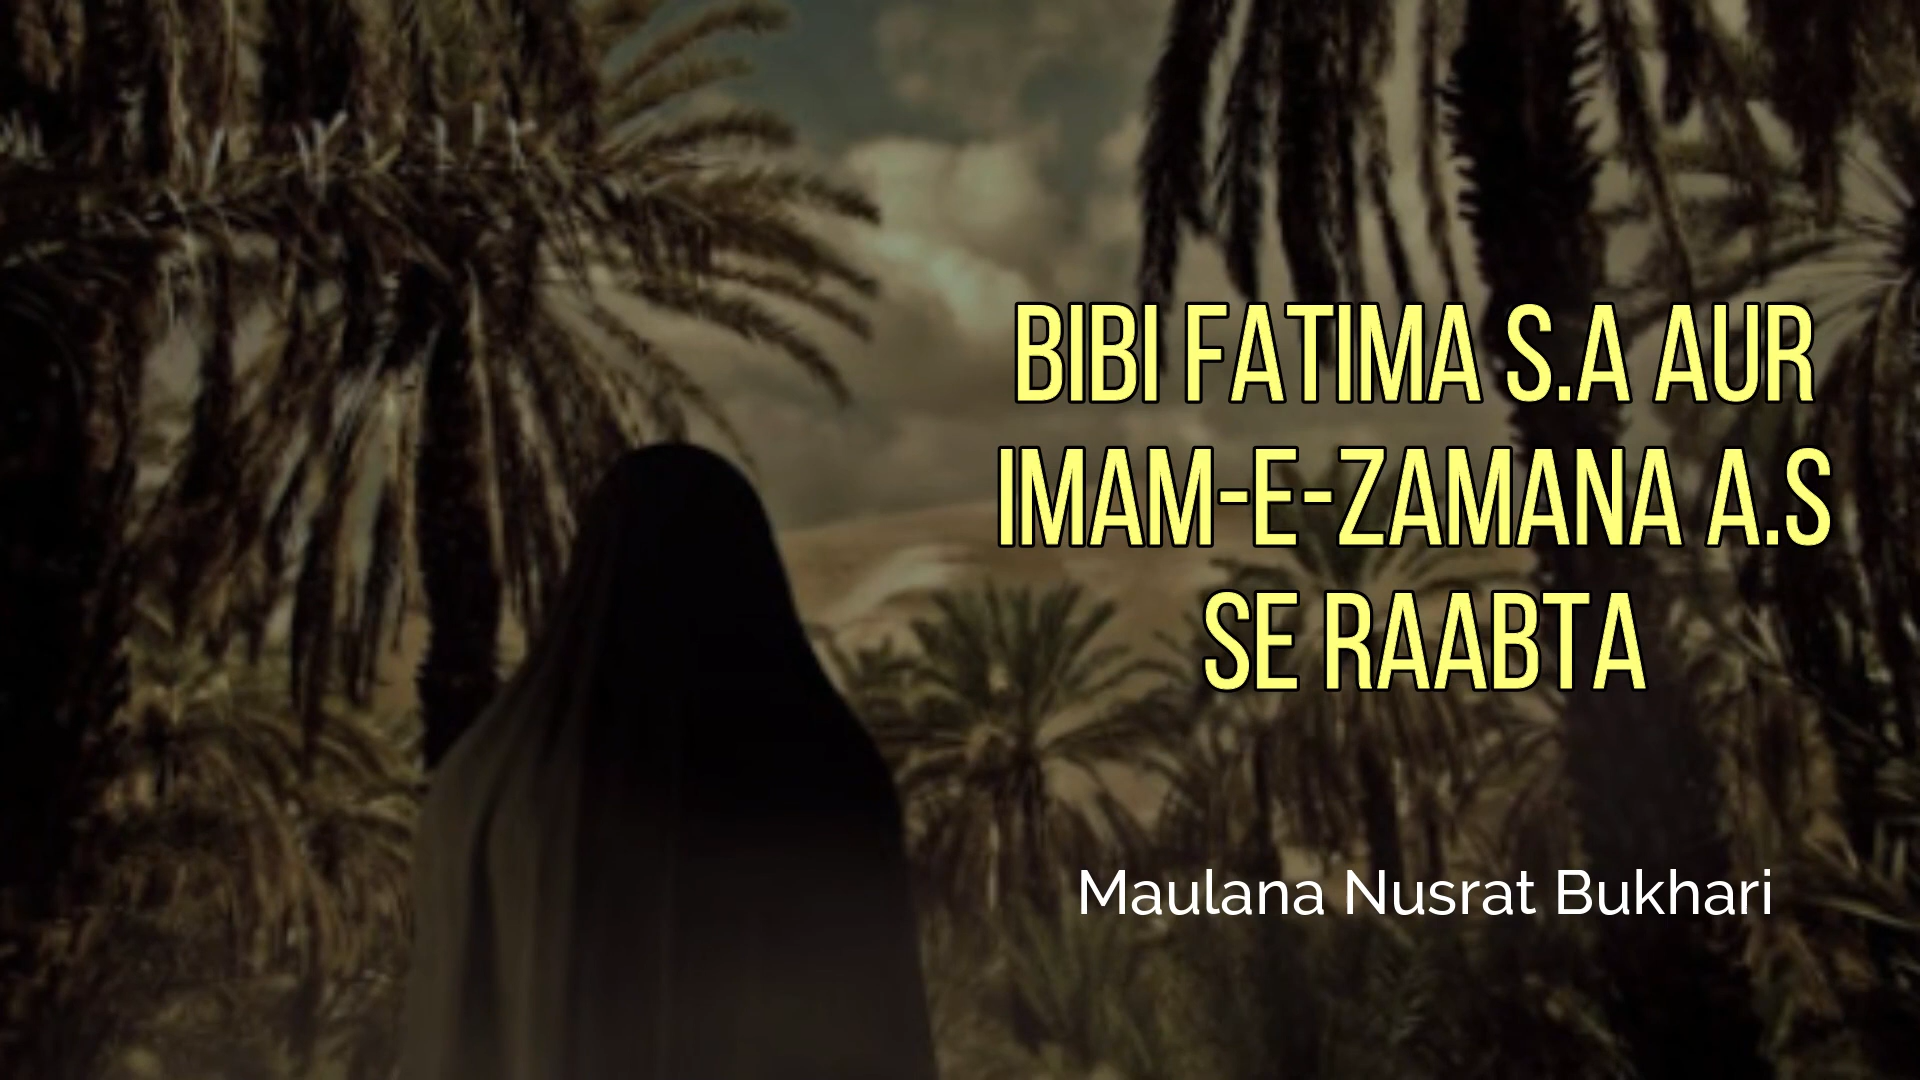 BIBI FATIMA S.A AUR
IMAM-E-ZAMANA A.S
SE RAABTA
Maulana Nusrat Bukhari